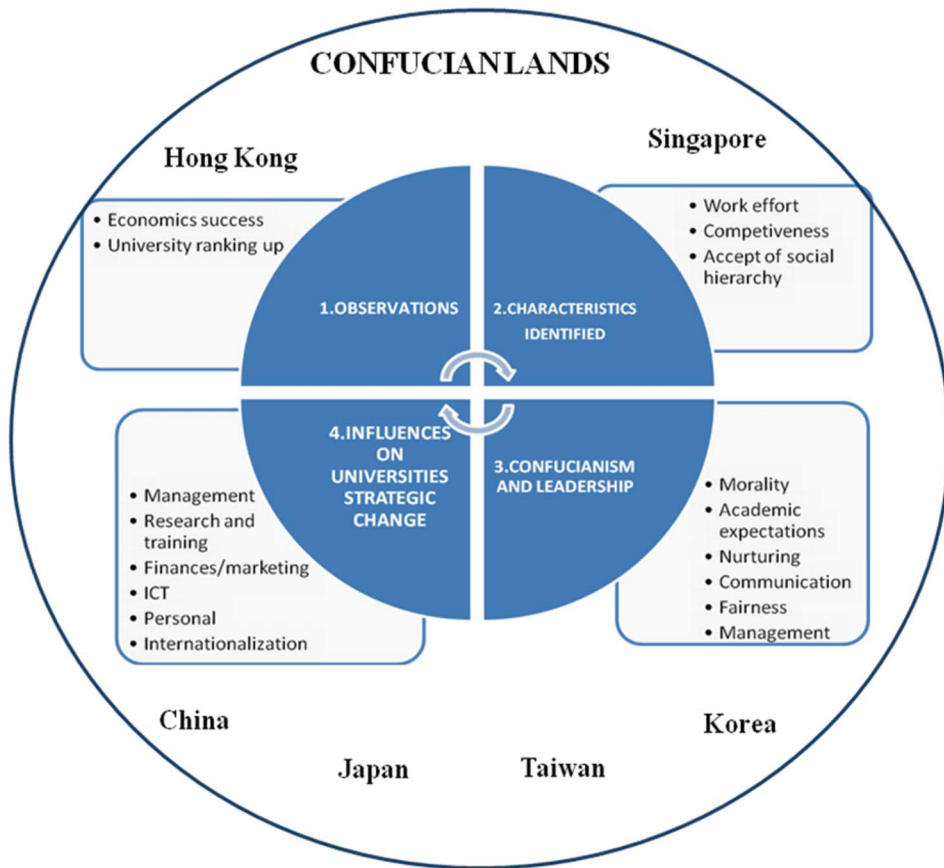 CONFUCIAN LANDS
Hong Kong
Singapore
• Economics success
• University ranking up
• Work effort
• Competiveness
• Accept of social
hierarchy
1.OBSERVATIONS
2.CHARACTERISTICS
IDENTIFIED
4.INFLUENCES
ON
UNIVERSITIES
STRATEGIC
CHANGE
3.CONFUCIANISM
AND LEADERSHIP
• Management
• Research and
training
• Finances/marketing
• ICT
• Personal
• Internationalization
• Morality
• Academic
expectations
• Nurturing
• Communication
• Fairness
• Management
China
Korea
Japan
Taiwan